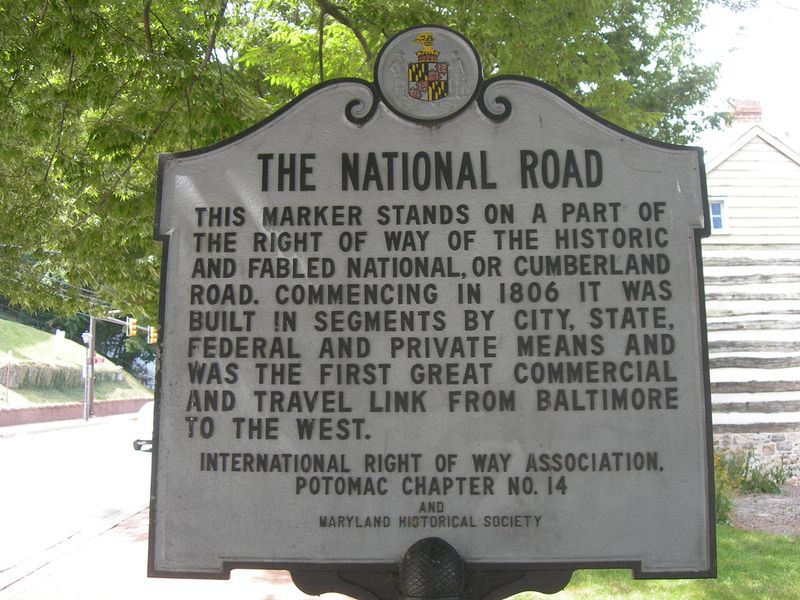 THE NATIONAL ROAD
THIS MARKER STANDS ON A PART OF
THE RIGHT OF WAY OF THE HISTORIC
AND FABLED NATIONAL, OR CUMBERLAND
ROAD. COMMENCING IN 1806 IT WAS
BUILT IN SEGMENTS BY CITY, STATE,
FEDERAL AND PRIVATE MEANS AND
WAS THE FIRST GREAT COMMERCIAL
AND TRAVEL LINK FROM BALTIMORE
TO THE WEST.
INTERNATIONAL RIGHT OF WAY ASSOCIATION,
POTOMAC CHAPTER NO. 14
AND
MARYLAND HISTORICAL SOCIETY